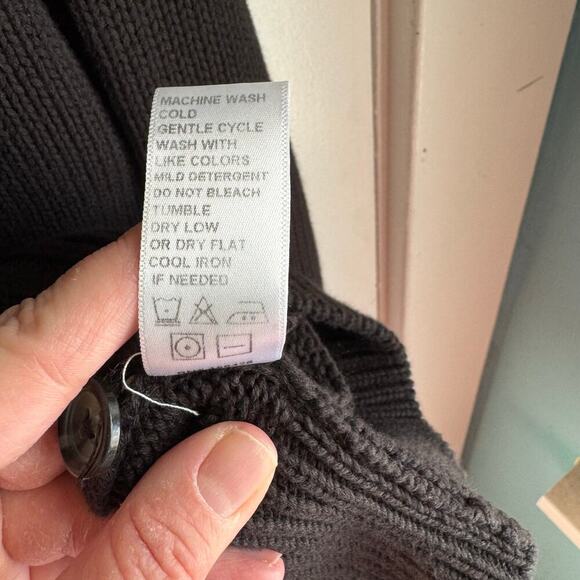 MACHINE WASH
COLD
GENTLE CYCLE
WASH WITH
LIKE COLORS
MILD DETERGENT
DO NOT BLEACH
TUMBLE
DRY LOW
OR DRY FLAT
COOL IRON
IF NEEDED